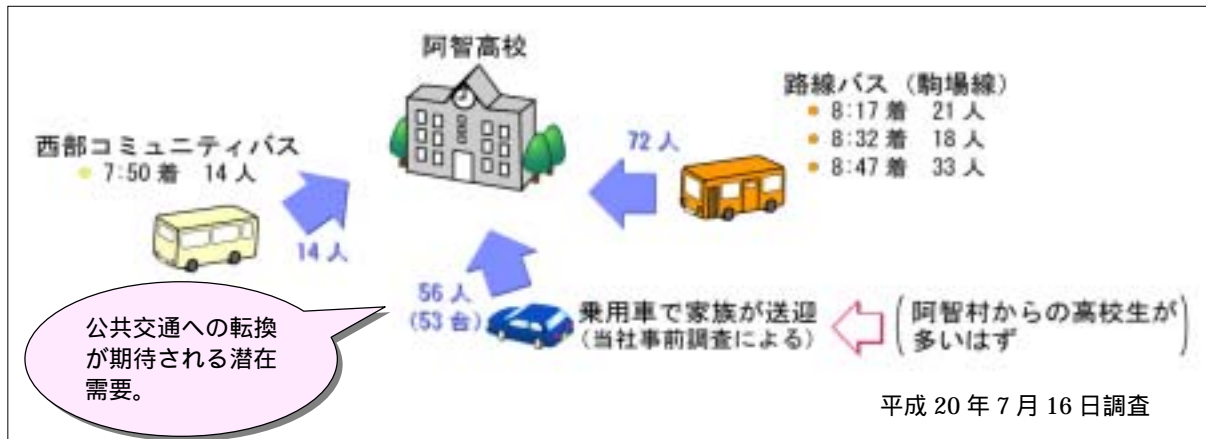 阿智高校
西部コミュニティバス
7:50 着 14 人
14 人
72 人
路線バス（駒場線）
8:17 着 21 人
8:32 着 18 人
8:47 着 33 人
56 人
(53 台)
乗用車で家族が送迎
(当社事前調査による)
(阿智村からの高校生が
多いはず)
公共交通への転換
が期待される潜在
需要。
平成 20 年 7 月 16 日調査